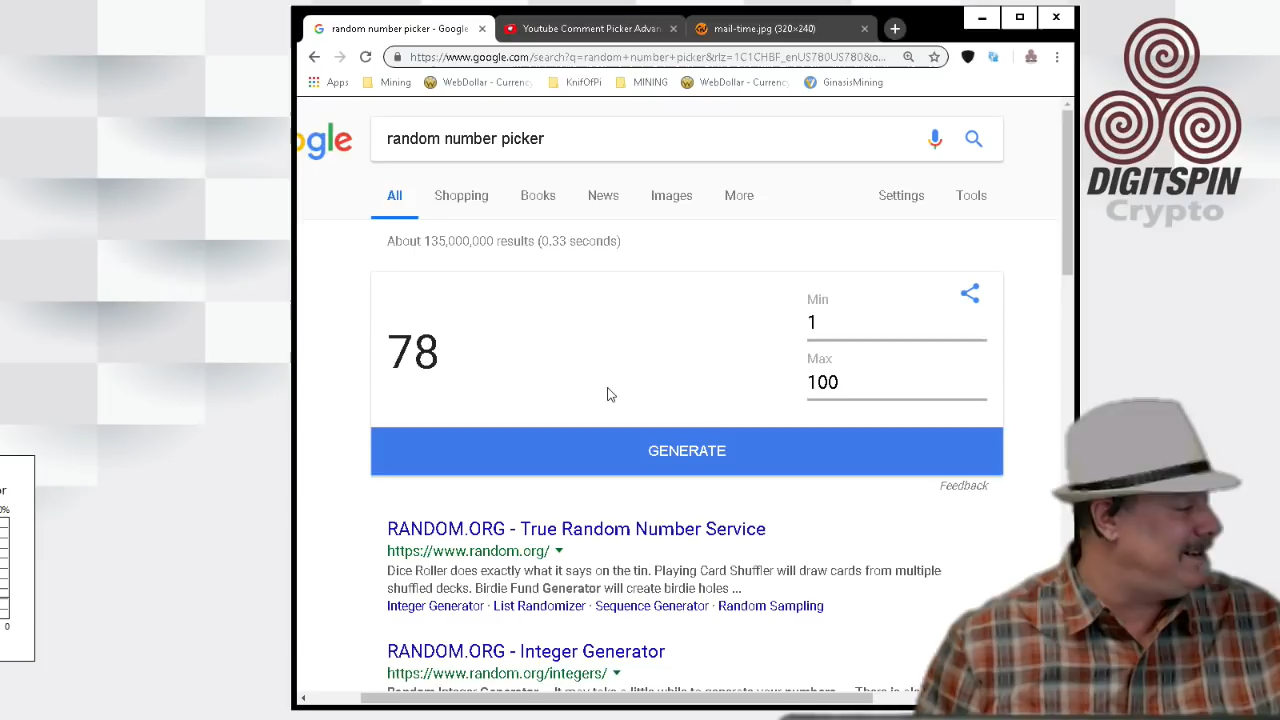 random number picker - Google
Youtube Comment Picker Advan
mail-time.jpg (320×240)
https://www.google.com/search?q=random+number+picker&rlz=1C1CHBF_enUS780US780&o...
Apps
Mining
WebDollar - Currenc
KnifOfPi
MINING
WebDollar - Currenc
GinasisMining
ogle
random number picker
All
Shopping
Books
News
Images
More
Settings
Tools
About 135,000,000 results (0.33 seconds)
78
Min
1
Max
100
GENERATE
Feedback
RANDOM.ORG - True Random Number Service
https://www.random.org/
Dice Roller does exactly what it says on the tin. Playing Card Shuffler will draw cards from multiple
shuffled decks. Birdie Fund Generator will create birdie holes ...
Integer Generator · List Randomizer · Sequence Generator · Random Sampling
RANDOM.ORG - Integer Generator
https://www.random.org/integers/
DIGITSPIN
Crypto
or
0%
0